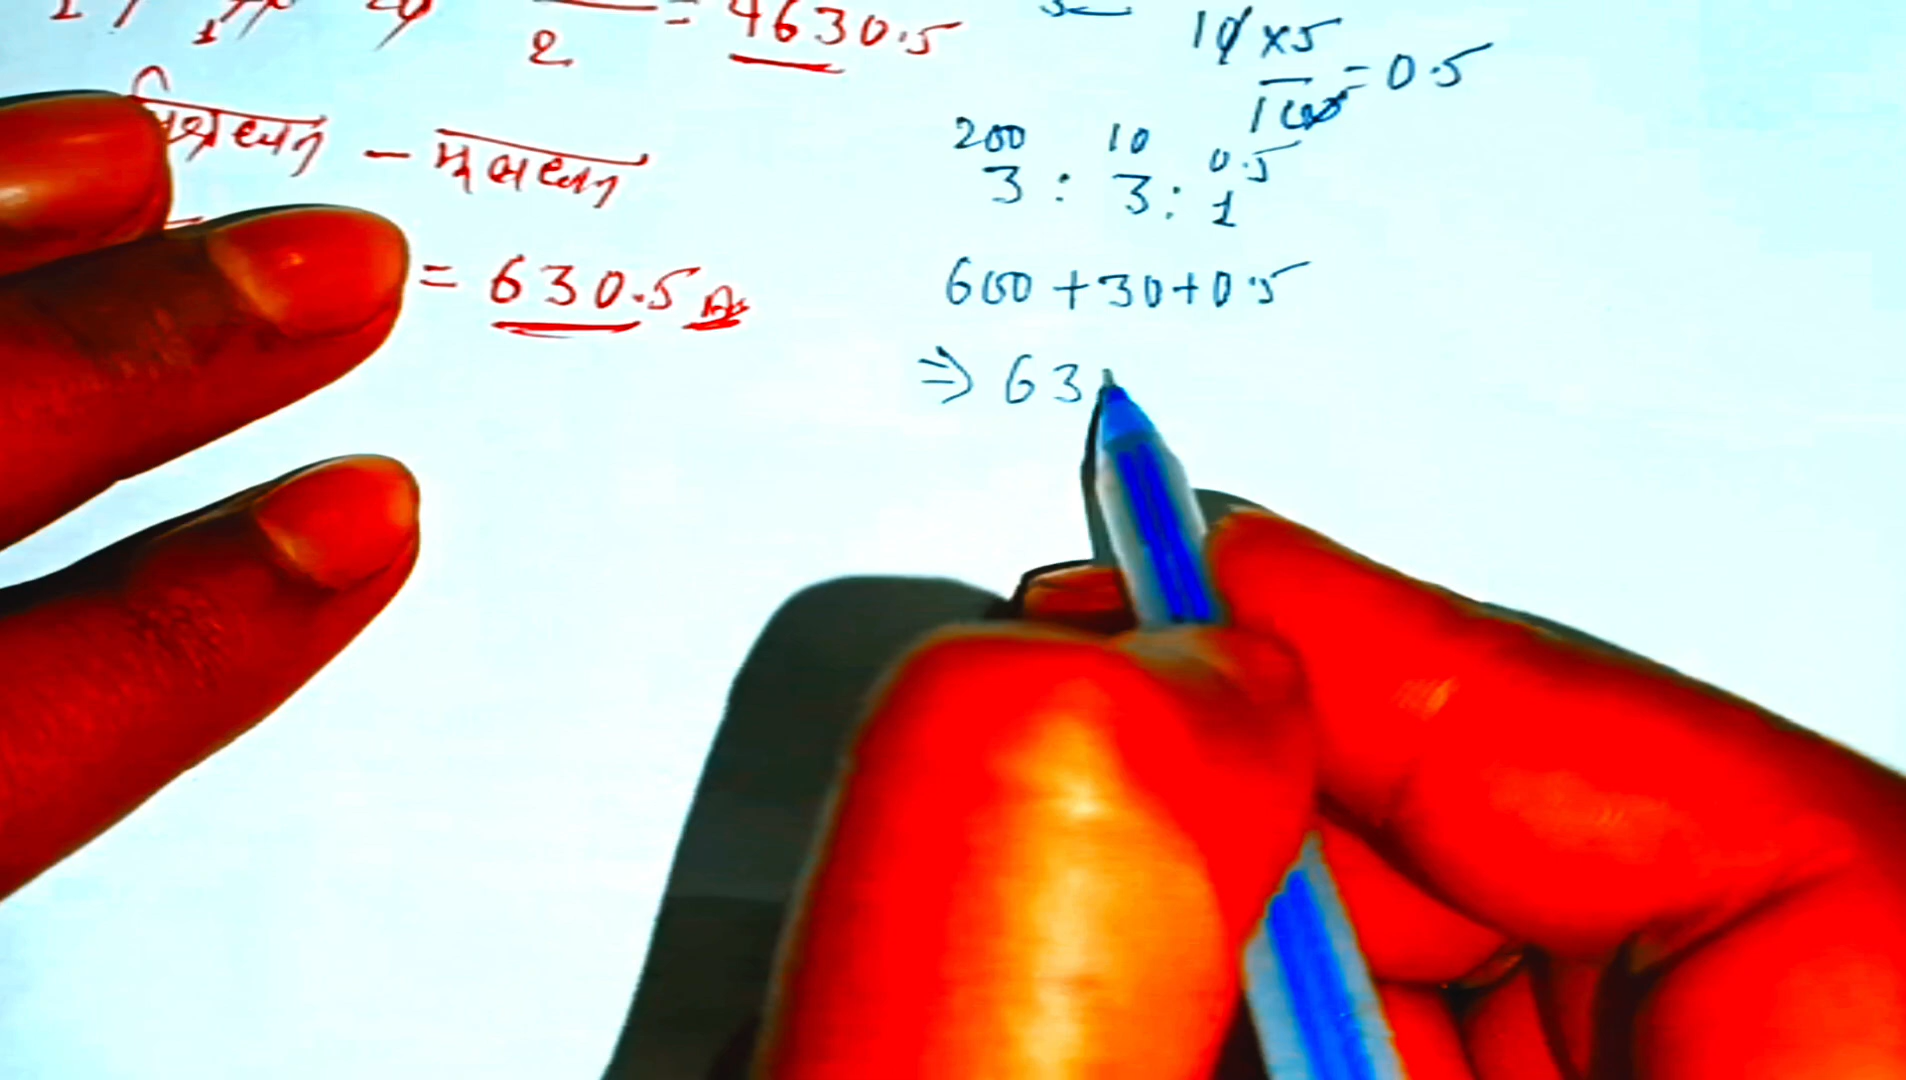 2 = 4630.5
मिश्रधन - मूलधन
= 630.5 Ans
10 x 5
100 = 0.5
200 10 0.5
3 : 3 : 1
600 + 30 + 0.5
⇒ 63